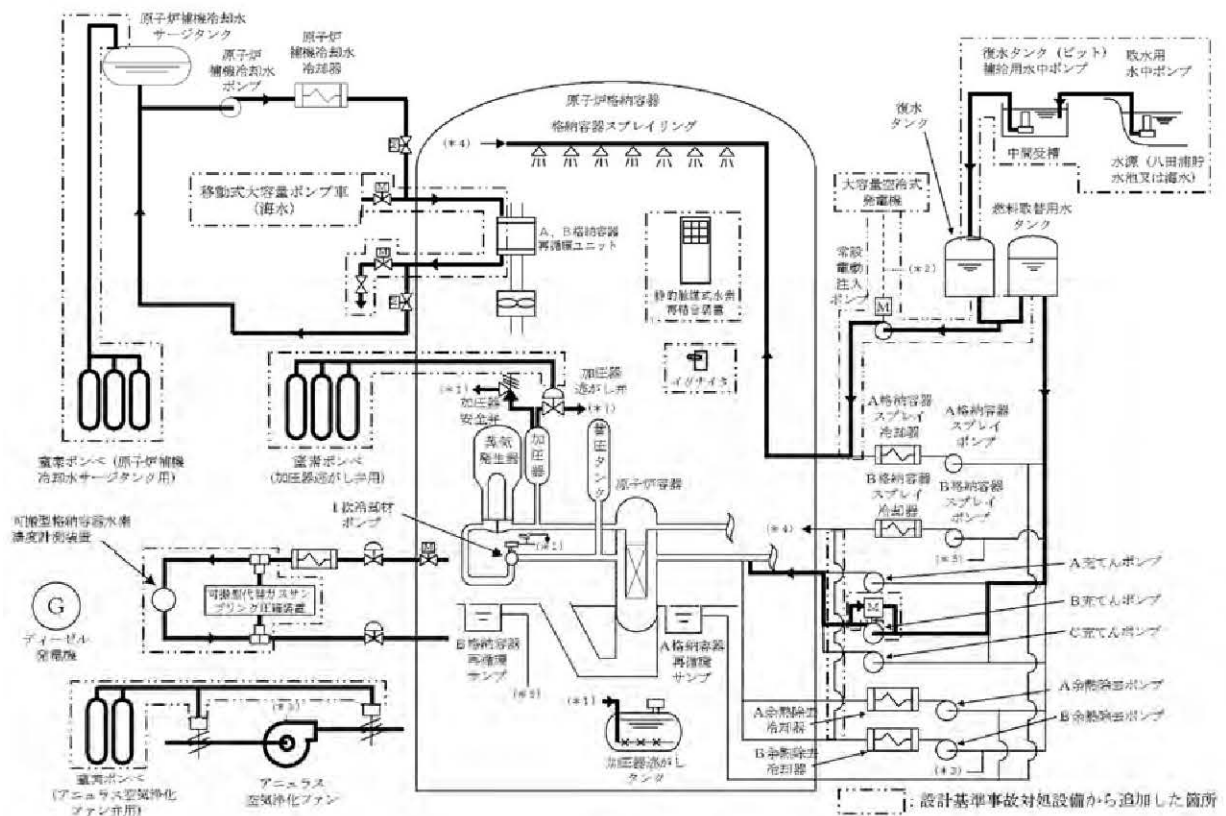 原子炉補機冷却水
サージタンク
原子炉
補機冷却水
ポンプ
原子炉
補機冷却水
冷却器
M
移動式大容量ポンプ車
(海水)
M
A、B格納容器
再循環ユニット
窒素ボンベ(原子炉補機
冷却水サージタンク用)
原子炉格納容器
格納容器スプレイリング
(*4)
静的触媒式水素
再結合装置
イグナイタ
復水タンク(ピット)
補給用水中ポンプ
取水用
水中ポンプ
復水
タンク
中間受槽
水源(八田浦貯
水池又は海水)
大容量空冷式
発電機
燃料取替用水
タンク
常設
電動
注入
ポンプ
(*2)
M
窒素ボンベ
(加圧器逃がし弁用)
(*1)
加圧器
安全弁
加圧器
逃がし弁
(*1)
蒸気
発生器
加圧器
蓄圧タンク
原子炉容器
1次冷却材
ポンプ
(*1)
A格納容器
スプレイ
冷却器
A格納容器
スプレイ
ポンプ
B格納容器
スプレイ
冷却器
B格納容器
スプレイ
ポンプ
(*4)
(*3)
A充てんポンプ
M
B充てんポンプ
C充てんポンプ
可搬型格納容器水素
濃度計測装置
M
可搬型代替ガスサン
プリング圧縮装置
G
ディーゼル
発電機
B格納容器
再循環
サンプ
A格納容器
再循環
サンプ
(*1)
加圧器逃がし
タンク
A余熱除去ポンプ
A余熱除去
冷却器
B余熱除去ポンプ
B余熱除去
冷却器
(*3)
窒素ボンベ
(アニュラス空気浄化
ファン弁用)
アニュラス
空気浄化ファン
:設計基準事故対処設備から追加した箇所